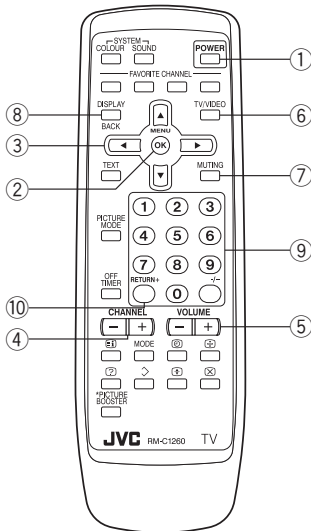 SYSTEM
COLOUR SOUND POWER
1
FAVORITE CHANNEL
8 DISPLAY TV/VIDEO 6
BACK
3 MENU
OK
2 TEXT MUTING 7
1 2 3
PICTURE
MODE
4 5 6
9
7 8 9
OFF
TIMER
RETURN+ -/--
10 0
CHANNEL VOLUME
− + − +
4 5
MODE
?
*PICTURE
BOOSTER
JVC RM-C1260 TV